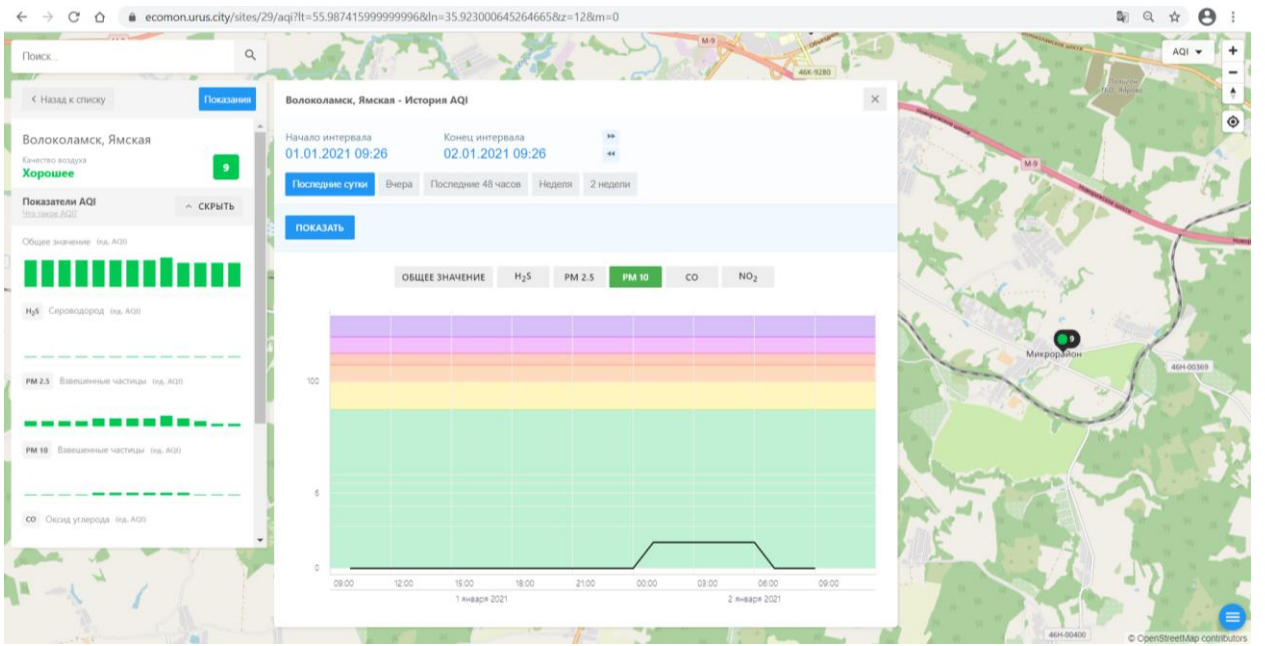 ecomon.urus.city/sites/29/aqi?lt=55.987415999999996&ln=35.923000645264665&z=12&m=0
Поиск...
М-9
46К-9280
AQI
Назад к списку
Показания
Волоколамск, Ямская - История AQI
Волоколамск, Ямская
Качество воздуха
Хорошее
9
Начало интервала
Конец интервала
01.01.2021 09:26
02.01.2021 09:26
Последние сутки
Вчера
Последние 48 часов
Неделя
2 недели
ПОКАЗАТЬ
Показатели AQI
СКРЫТЬ
Что такое AQI?
Общее значение (ед. AQI)
H₂S Сероводород (ед. AQI)
PM 2.5 Взвешенные частицы (ед. AQI)
PM 10 Взвешенные частицы (ед. AQI)
CO Оксид углерода (ед. AQI)
ОБЩЕЕ ЗНАЧЕНИЕ
H₂S
PM 2.5
PM 10
CO
NO₂
100
6
0
09:00
12:00
15:00
18:00
21:00
00:00
03:00
06:00
09:00
1 января 2021
2 января 2021
М-9
9
Микрорайон
46Н-00369
46Н-00400
© OpenStreetMap contributors